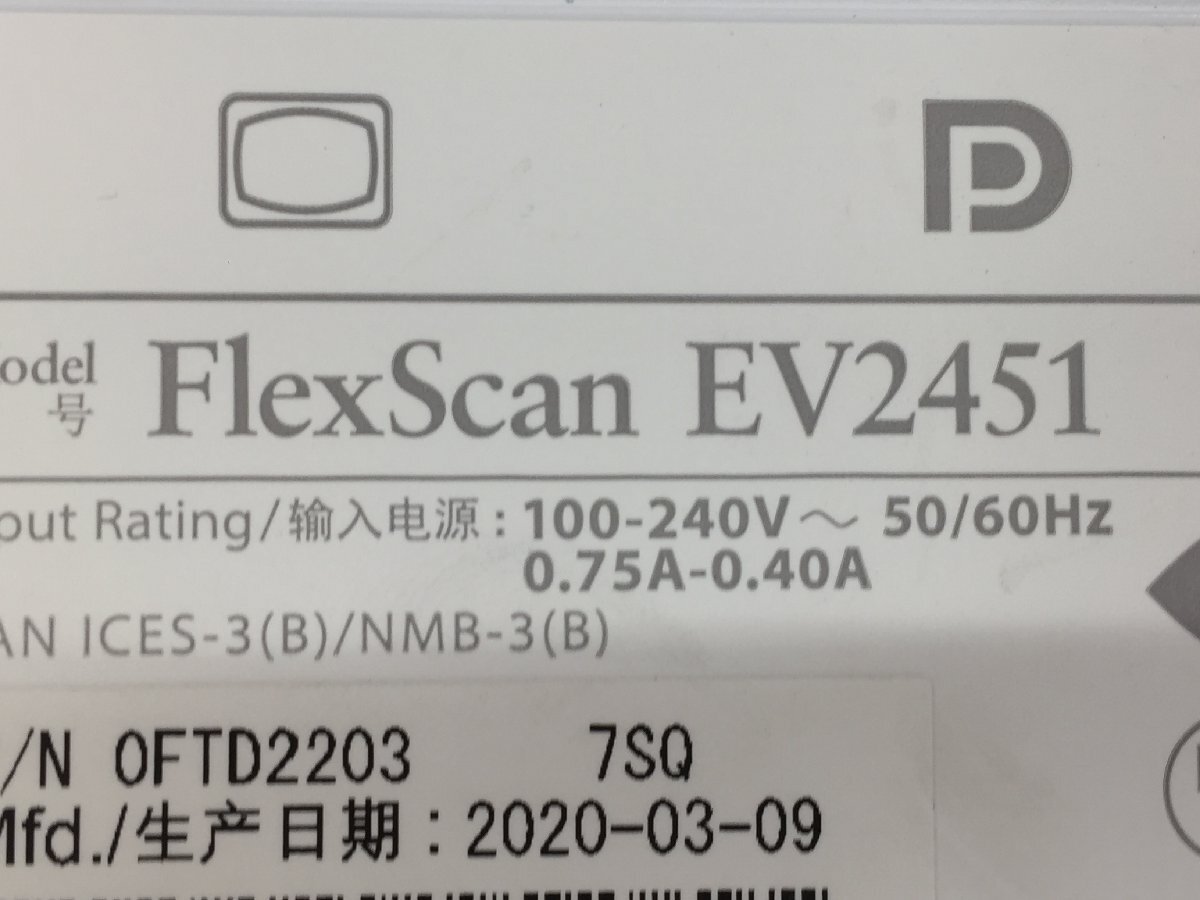 odel FlexScan EV2451
号
put Rating/输入电源: 100-240V～ 50/60Hz
0.75A-0.40A
AN ICES-3(B)/NMB-3(B)
/N 0FTD2203 7SQ
Mfd./生产日期:2020-03-09